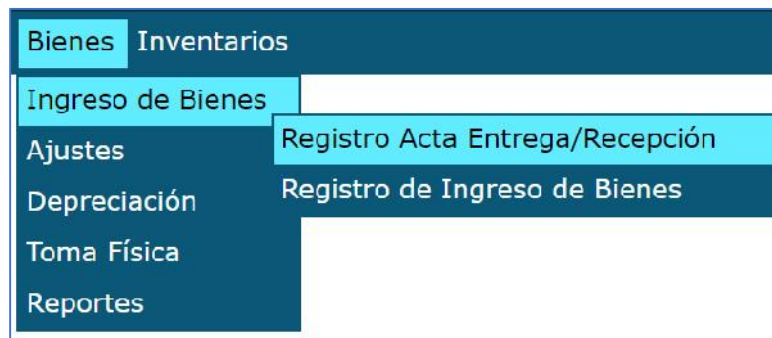 Bienes Inventarios
Ingreso de Bienes
Registro Acta Entrega/Recepción
Ajustes
Registro de Ingreso de Bienes
Depreciación
Toma Física
Reportes